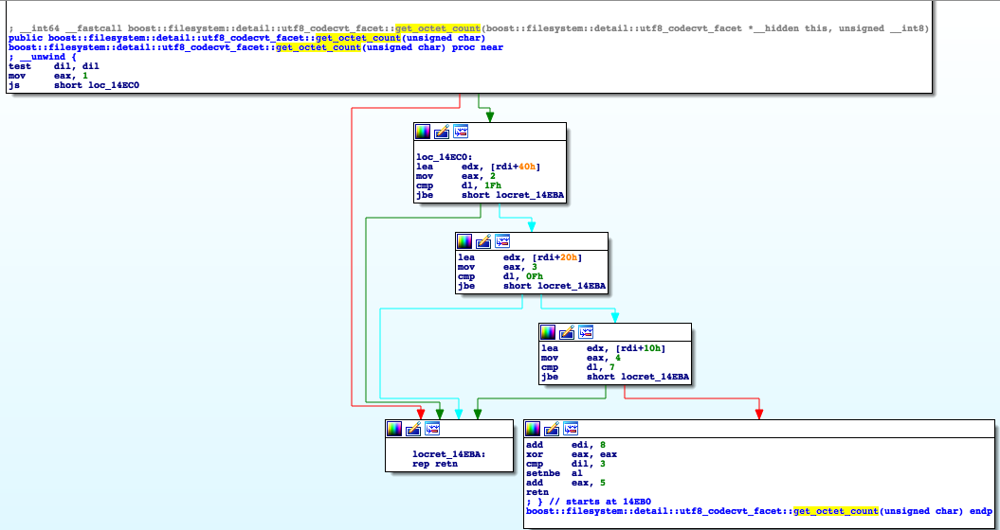 ; __int64 __fastcall boost::filesystem::detail::utf8_codecvt_facet::get_octet_count(boost::filesystem::detail::utf8_codecvt_facet *__hidden this, unsigned __int8)
public boost::filesystem::detail::utf8_codecvt_facet::get_octet_count(unsigned char)
boost::filesystem::detail::utf8_codecvt_facet::get_octet_count(unsigned char) proc near
; __unwind {
test dil, dil
mov eax, 1
js short loc_14EC0
loc_14EC0:
lea edx, [rdi+40h]
mov eax, 2
cmp dl, 1Fh
jbe short locret_14EBA
lea edx, [rdi+20h]
mov eax, 3
cmp dl, 0Fh
jbe short locret_14EBA
lea edx, [rdi+10h]
mov eax, 4
cmp dl, 7
jbe short locret_14EBA
locret_14EBA:
rep retn
add edi, 8
xor eax, eax
cmp dil, 3
setnbe al
add eax, 5
retn
; } // starts at 14EB0
boost::filesystem::detail::utf8_codecvt_facet::get_octet_count(unsigned char) endp